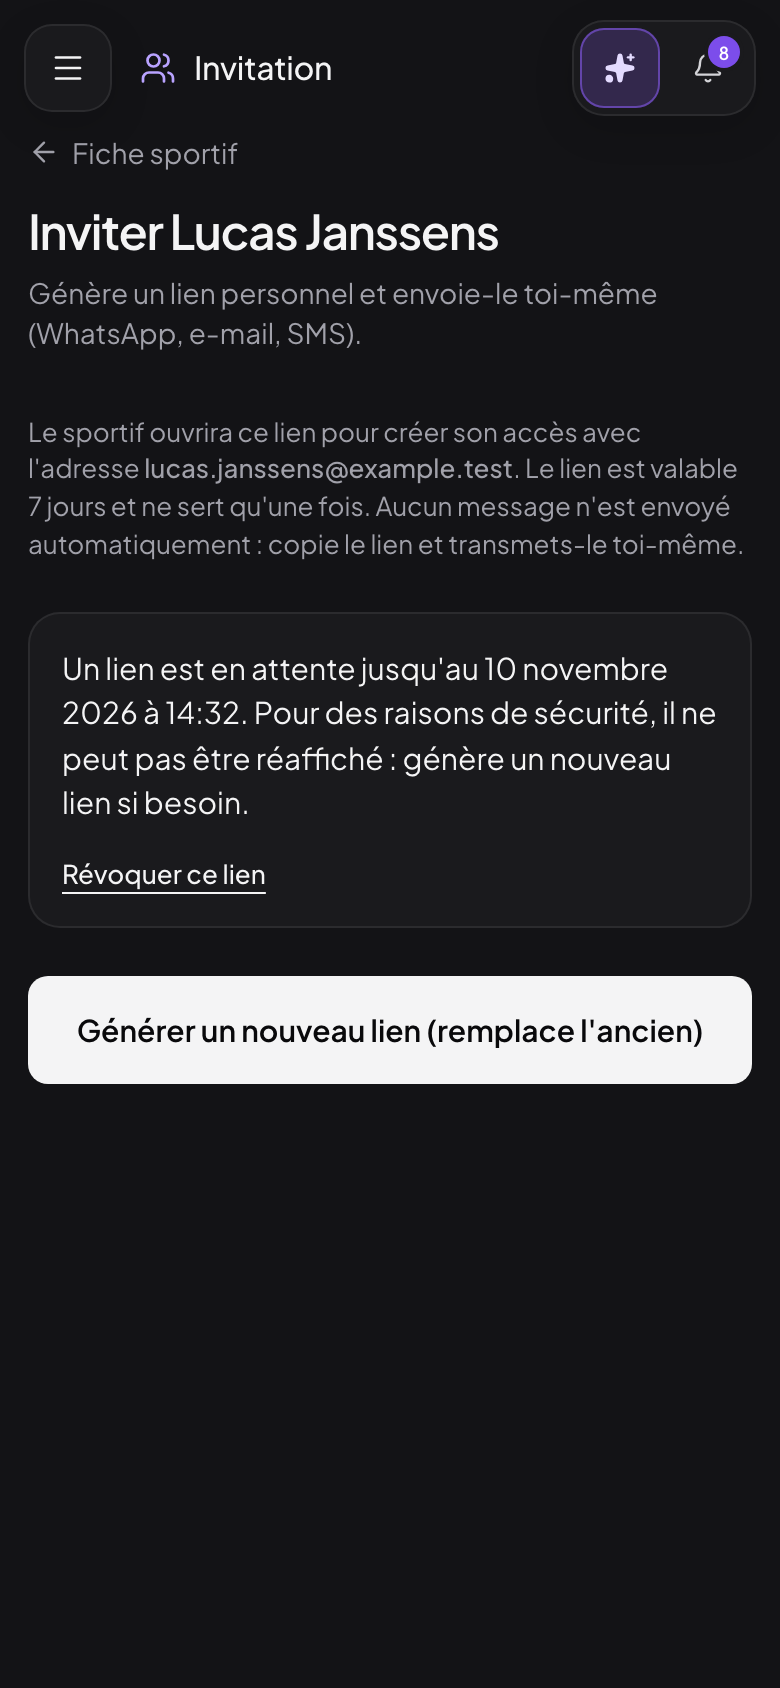 Invitation
8
Fiche sportif
Inviter Lucas Janssens
Génère un lien personnel et envoie-le toi-même
(WhatsApp, e-mail, SMS).
Le sportif ouvrira ce lien pour créer son accès avec
l'adresse lucas.janssens@example.test. Le lien est valable
7 jours et ne sert qu'une fois. Aucun message n'est envoyé
automatiquement : copie le lien et transmets-le toi-même.
Un lien est en attente jusqu'au 10 novembre
2026 à 14:32. Pour des raisons de sécurité, il ne
peut pas être réaffiché : génère un nouveau
lien si besoin.
Révoquer ce lien
Générer un nouveau lien (remplace l'ancien)